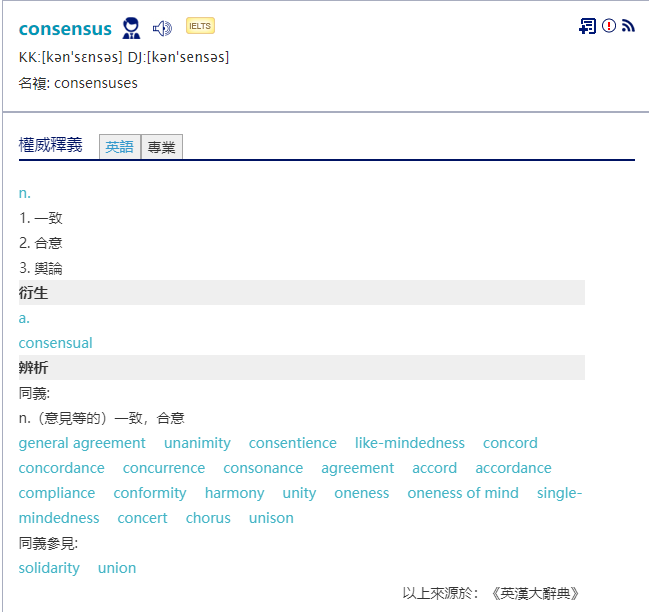 consensus IELTS
KK:[kən'sɛnsəs] DJ:[kən'sensəs]
名複: consensuses
權威釋義 英語 專業
n.
1. 一致
2. 合意
3. 輿論
衍生
a.
consensual
辨析
同義:
n.（意見等的）一致，合意
general agreement unanimity consentience like-mindedness concord
concordance concurrence consonance agreement accord accordance
compliance conformity harmony unity oneness oneness of mind single-
mindedness concert chorus unison
同義參見:
solidarity union
以上來源於：《英漢大辭典》